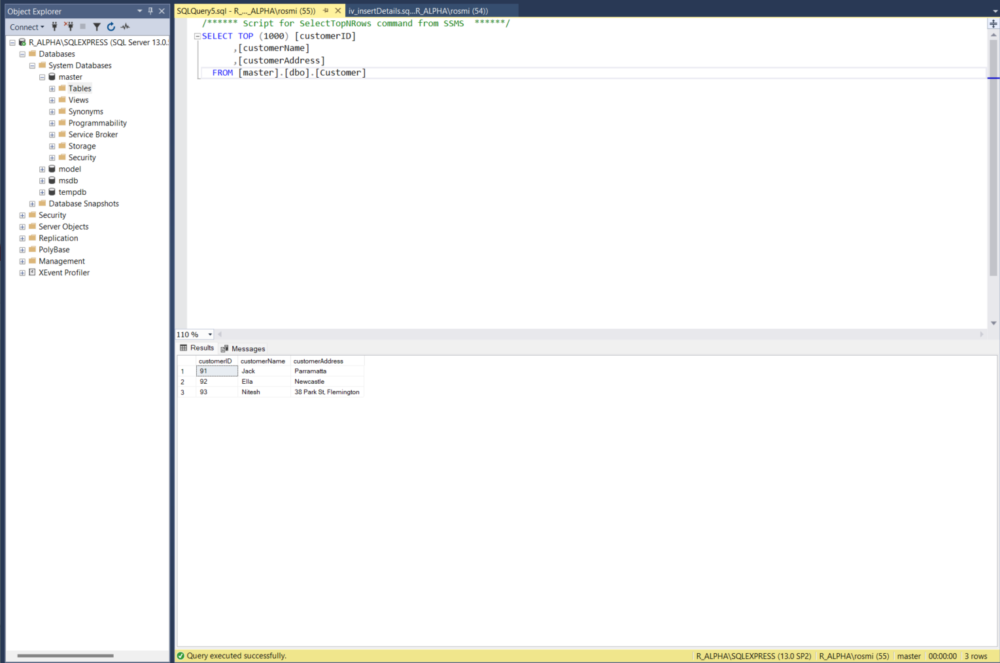 Object Explorer
Connect
R_ALPHA\SQLEXPRESS (SQL Server 13.0.
Databases
System Databases
master
Tables
Views
Synonyms
Programmability
Service Broker
Storage
Security
model
msdb
tempdb
Database Snapshots
Security
Server Objects
Replication
PolyBase
Management
XEvent Profiler
SQLQuery5.sql - R_..._ALPHA\rosmi (55))
iv_insertDetails.sq...R_ALPHA\rosmi (54))
/****** Script for SelectTopNRows command from SSMS  ******/
SELECT TOP (1000) [customerID]
,[customerName]
,[customerAddress]
FROM [master].[dbo].[Customer]
110 %
Results Messages
customerID customerName customerAddress
1 91 Jack Parramatta
2 92 Ella Newcastle
3 93 Nitesh 38 Park St, Flemington
Query executed successfully. R_ALPHA\SQLEXPRESS (13.0 SP2) R_ALPHA\rosmi (55) master 00:00:00 3 rows